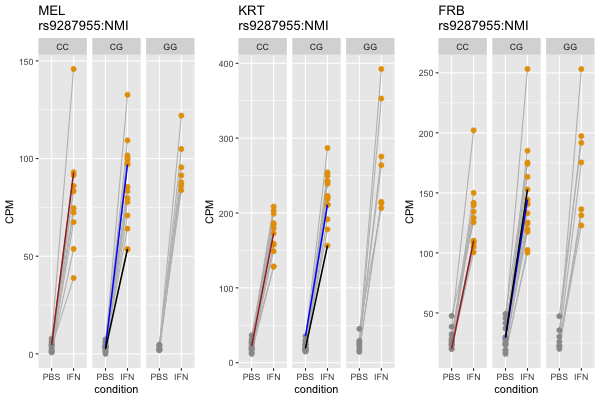 MEL
rs9287955:NMI
CC CG GG
150
100
50
0
CPM
PBS IFN PBS IFN PBS IFN
condition
KRT
rs9287955:NMI
CC CG GG
400
300
200
100
0
CPM
PBS IFN PBS IFN PBS IFN
condition
FRB
rs9287955:NMI
CC CG GG
250
200
150
100
50
CPM
PBS IFN PBS IFN PBS IFN
condition